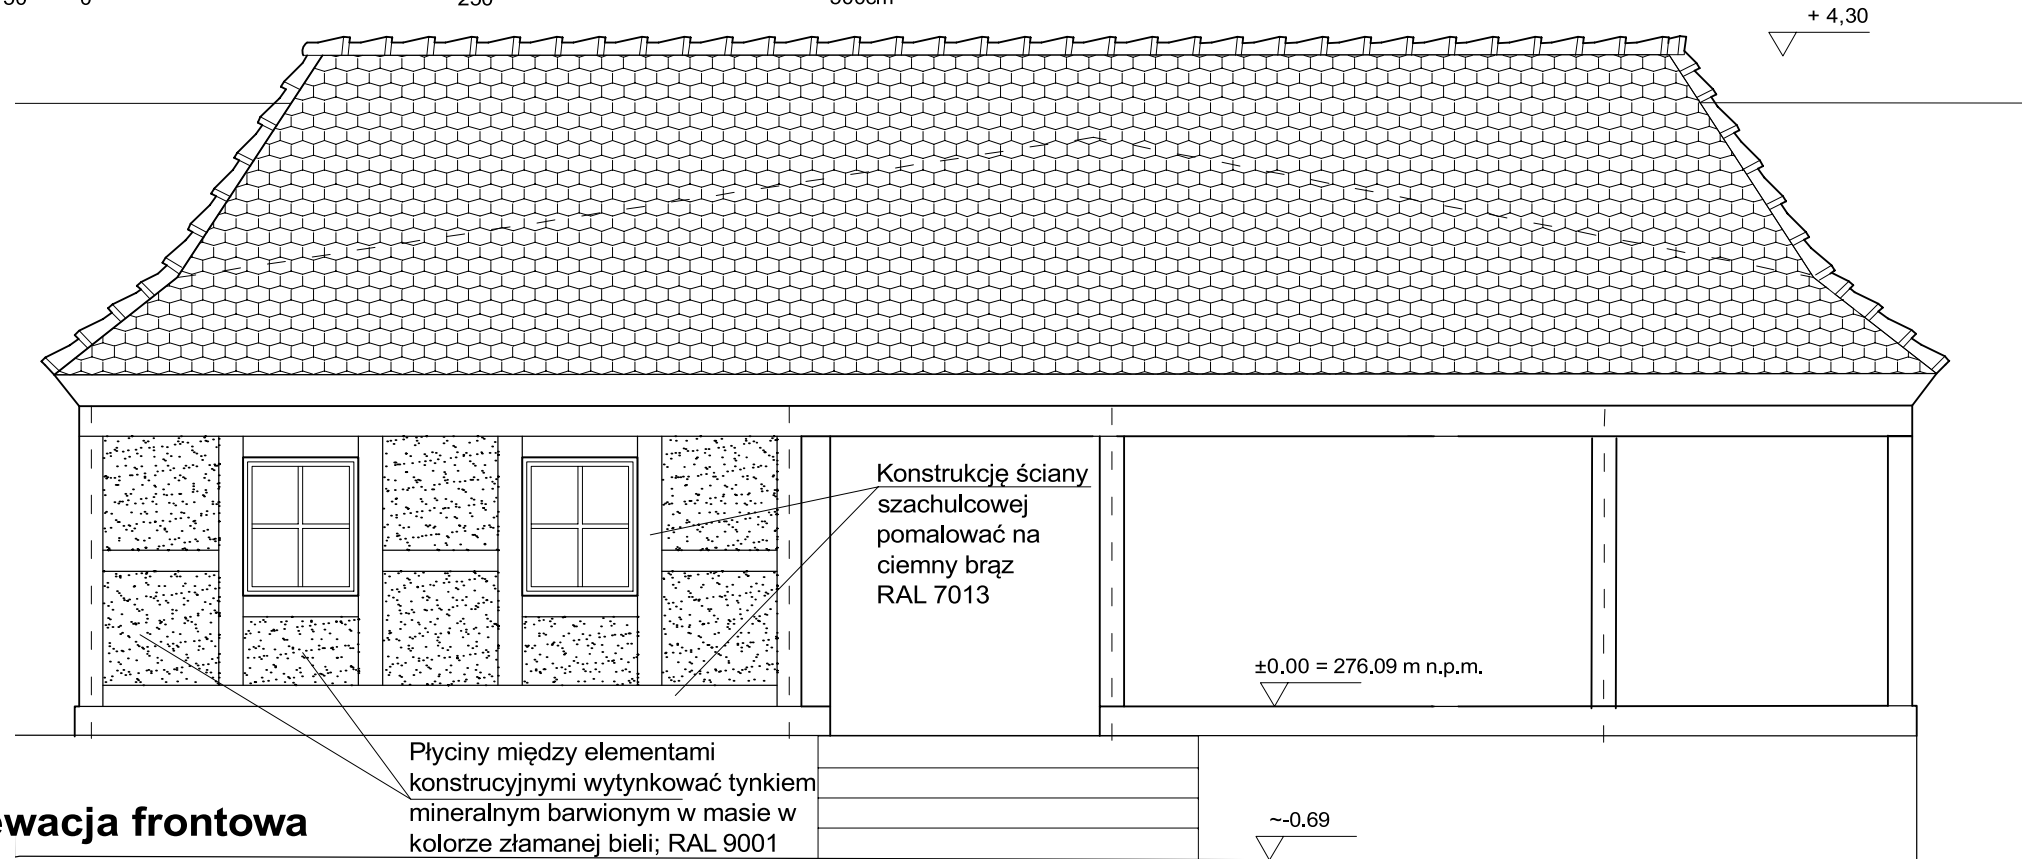 + 4,30
Konstrukcję ściany
szachulcowej
pomalować na
ciemny brąz
RAL 7013
±0.00 = 276.09 m n.p.m.
Płyciny między elementami
konstrucyjnymi wytynkować tynkiem
mineralnym barwionym w masie w
kolorze złamanej bieli; RAL 9001
ewacja frontowa
~-0.69